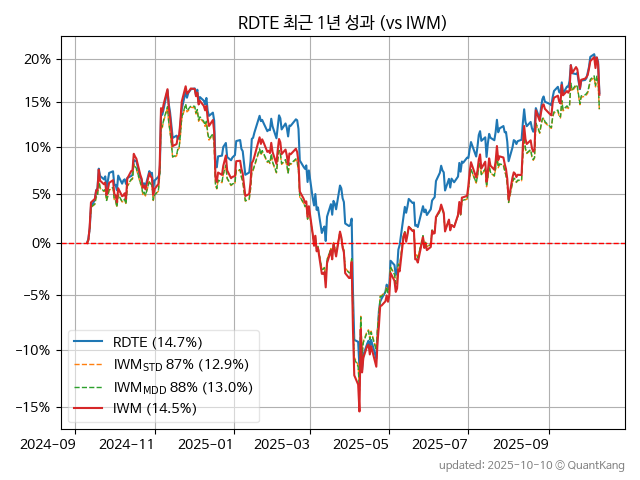 RDTE 최근 1년 성과 (vs IWM)
20%
15%
10%
5%
0%
−5%
−10%
−15%
RDTE (14.7%)
IWM_STD 87% (12.9%)
IWM_MDD 88% (13.0%)
IWM (14.5%)
2024-09 2024-11 2025-01 2025-03 2025-05 2025-07 2025-09
updated: 2025-10-10 © QuantKang